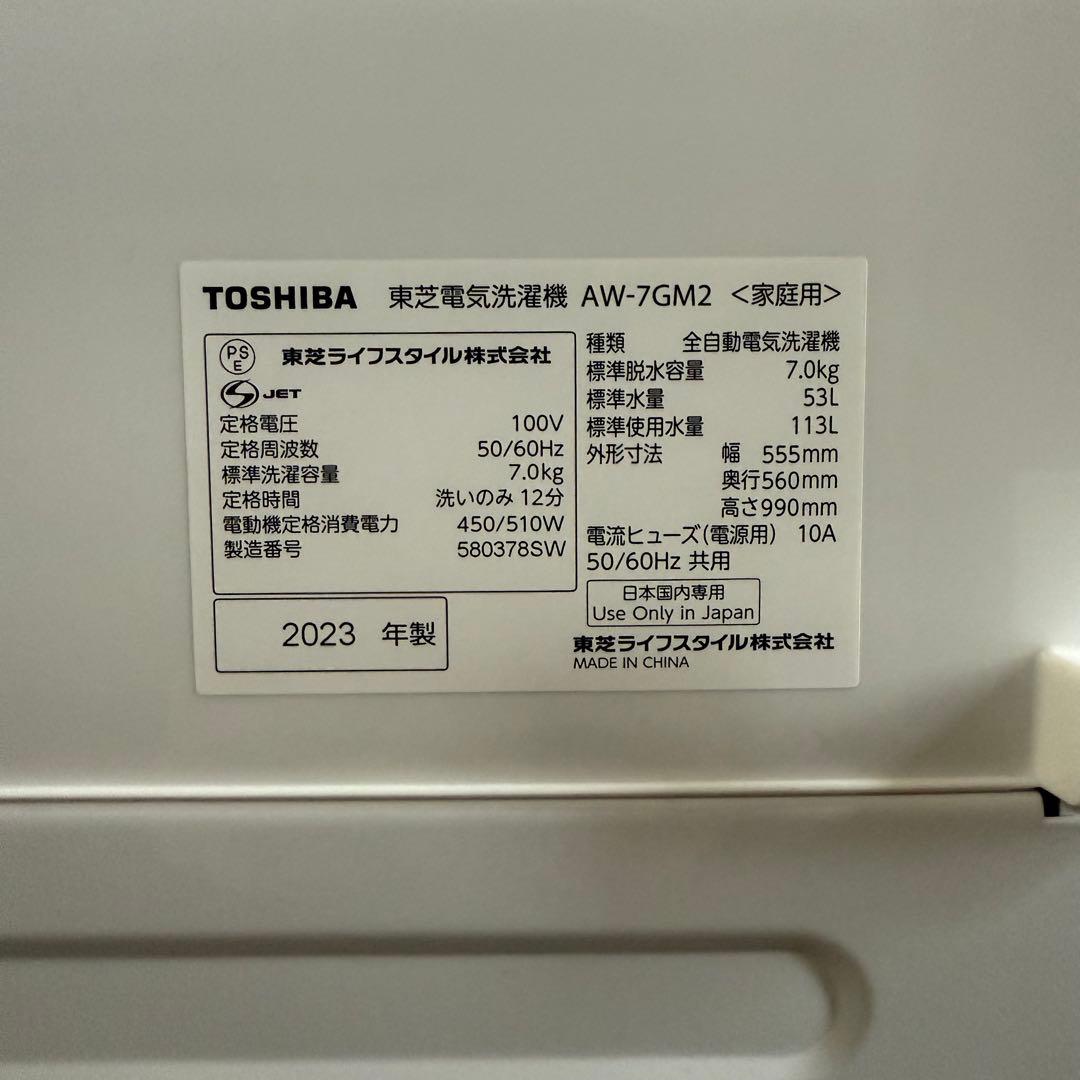 TOSHIBA 東芝電気洗濯機 AW-7GM2 <家庭用>
PSE 東芝ライフスタイル株式会社
S JET
定格電圧 100V
定格周波数 50/60Hz
標準洗濯容量 7.0kg
定格時間 洗いのみ 12分
電動機定格消費電力 450/510W
製造番号 580378SW
2023 年製
種類 全自動電気洗濯機
標準脱水容量 7.0kg
標準水量 53L
標準使用水量 113L
外形寸法 幅 555mm
奥行560mm
高さ990mm
電流ヒューズ(電源用) 10A
50/60Hz 共用
日本国内専用
Use Only in Japan
東芝ライフスタイル株式会社
MADE IN CHINA